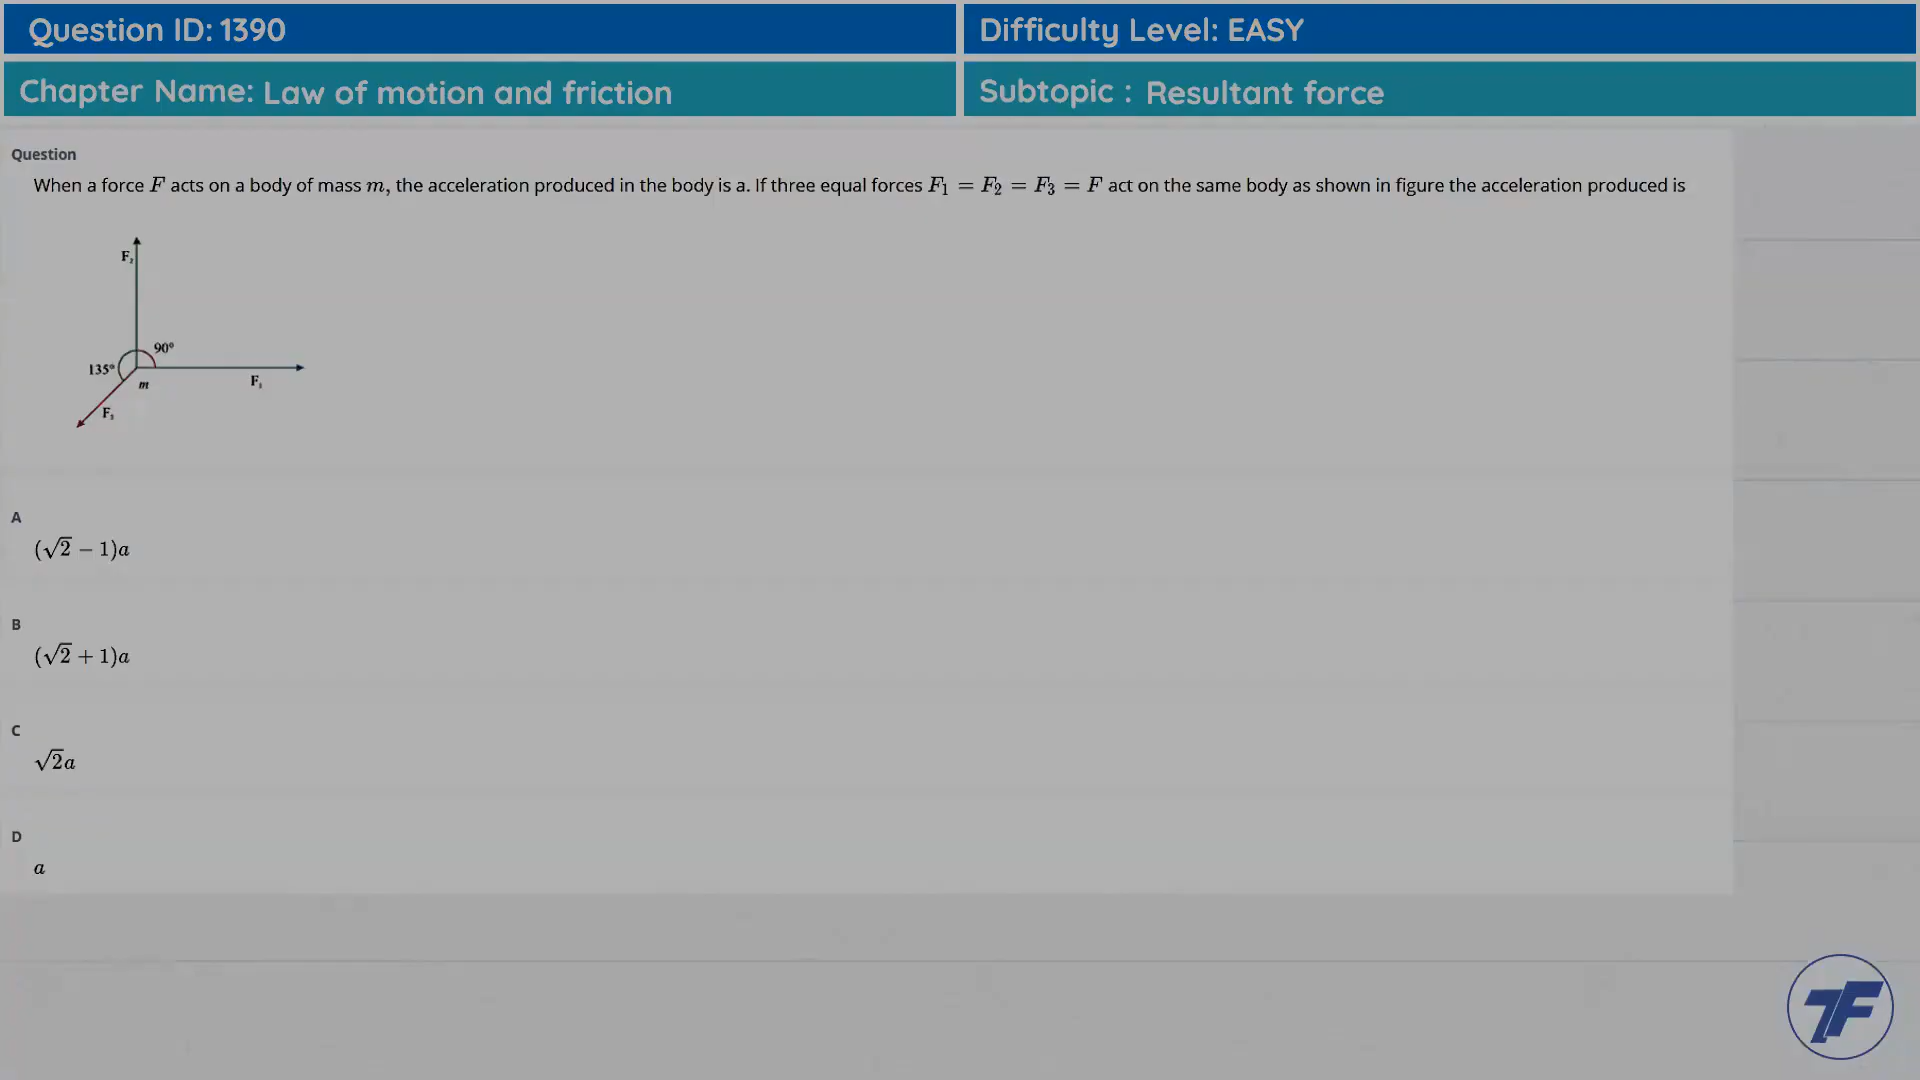 Question ID: 1390
Difficulty Level: EASY
Chapter Name: Law of motion and friction
Subtopic : Resultant force
Question
When a force F acts on a body of mass m, the acceleration produced in the body is a. If three equal forces F₁ = F₂ = F₃ = F act on the same body as shown in figure the acceleration produced is
F₂
90°
135°
m
F₁
F₃
A
(√2 − 1)a
B
(√2 + 1)a
C
√2a
D
a
TF